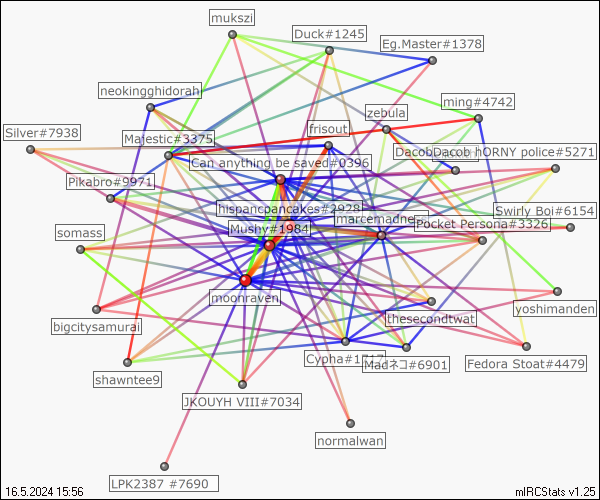 mukszi
Duck#1245
Eg.Master#1378
neokingghidorah
ming#4742
zebula
Silver#7938
Majestic#3375
frisout
DacobDacob hORNY police#5271
Can anything be saved#0396
Pikabro#9971
hispancpancakes#2928
Swirly Boi#6154
marcemadne
Pocket Persona#3326
somass
Mushy#1984
moonraven
yoshimanden
thesecondtwat
bigcitysamurai
Cypha#1717
Madネコ#6901
Fedora Stoat#4479
shawntee9
JKOUYH VIII#7034
normalwan
LPK2387 #7690
16.5.2024 15:56
mIRCStats v1.25